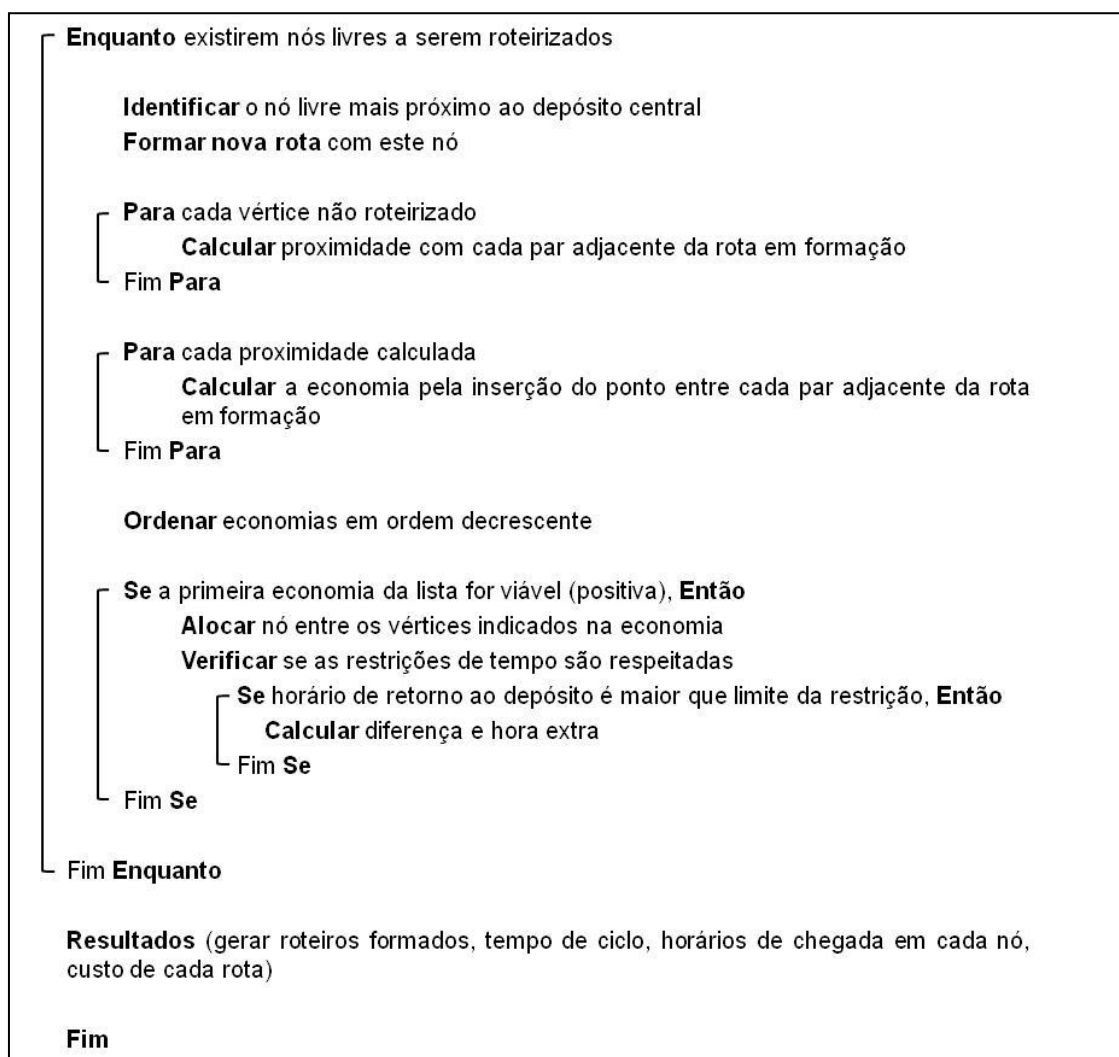 Enquanto existirem nós livres a serem roteirizados
Identificar o nó livre mais próximo ao depósito central
Formar nova rota com este nó
Para cada vértice não roteirizado
Calcular proximidade com cada par adjacente da rota em formação
Fim Para
Para cada proximidade calculada
Calcular a economia pela inserção do ponto entre cada par adjacente da rota
em formação
Fim Para
Ordenar economias em ordem decrescente
Se a primeira economia da lista for viável (positiva), Então
Alocar nó entre os vértices indicados na economia
Verificar se as restrições de tempo são respeitadas
Se horário de retorno ao depósito é maior que limite da restrição, Então
Calcular diferença e hora extra
Fim Se
Fim Se
Fim Enquanto
Resultados (gerar roteiros formados, tempo de ciclo, horários de chegada em cada nó,
custo de cada rota)
Fim